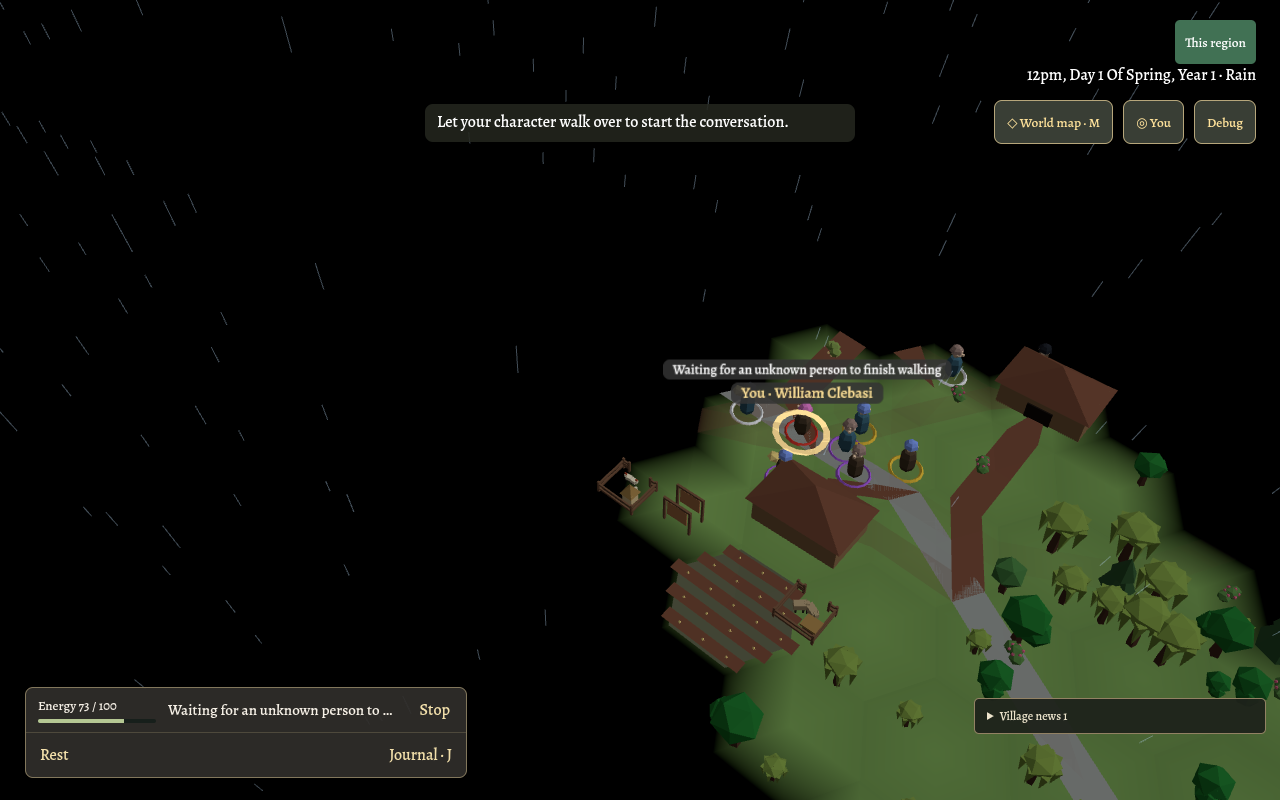 This region
12pm, Day 1 Of Spring, Year 1 · Rain
Let your character walk over to start the conversation.
◇ World map · M
◎ You
Debug
Waiting for an unknown person to finish walking
You · William Clebasi
Energy 73 / 100
Waiting for an unknown person to ...
Stop
Rest
Journal · J
▶ Village news 1